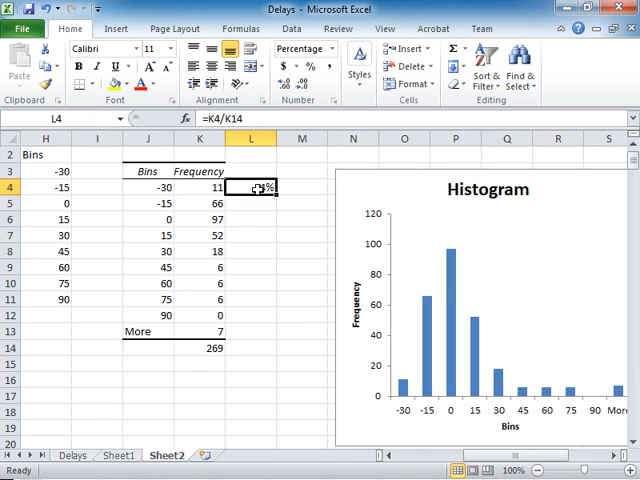 Delays - Microsoft Excel
File Home Insert Page Layout Formulas Data Review View Acrobat Team
Calibri 11 Percentage Insert Σ
Paste B I U A $ % , Styles Delete Sort & Filter Find & Select
Format
Clipboard Font Alignment Number Cells Editing
L4 fx =K4/K14
H I J K L M N O P Q R S
2 Bins
3 -30 Bins Frequency
4 -15 -30 11 4%
5 0 -15 66
6 15 0 97
7 30 15 52
8 45 30 18
9 60 45 6
10 75 60 6
11 90 75 6
12 90 0
13 More 7
14 269
15
16
17
18
19
20
Histogram
120
100
80
60
40
20
0
Frequency
-30 -15 0 15 30 45 60 75 90 More
Bins
Delays Sheet1 Sheet2
Ready 100%